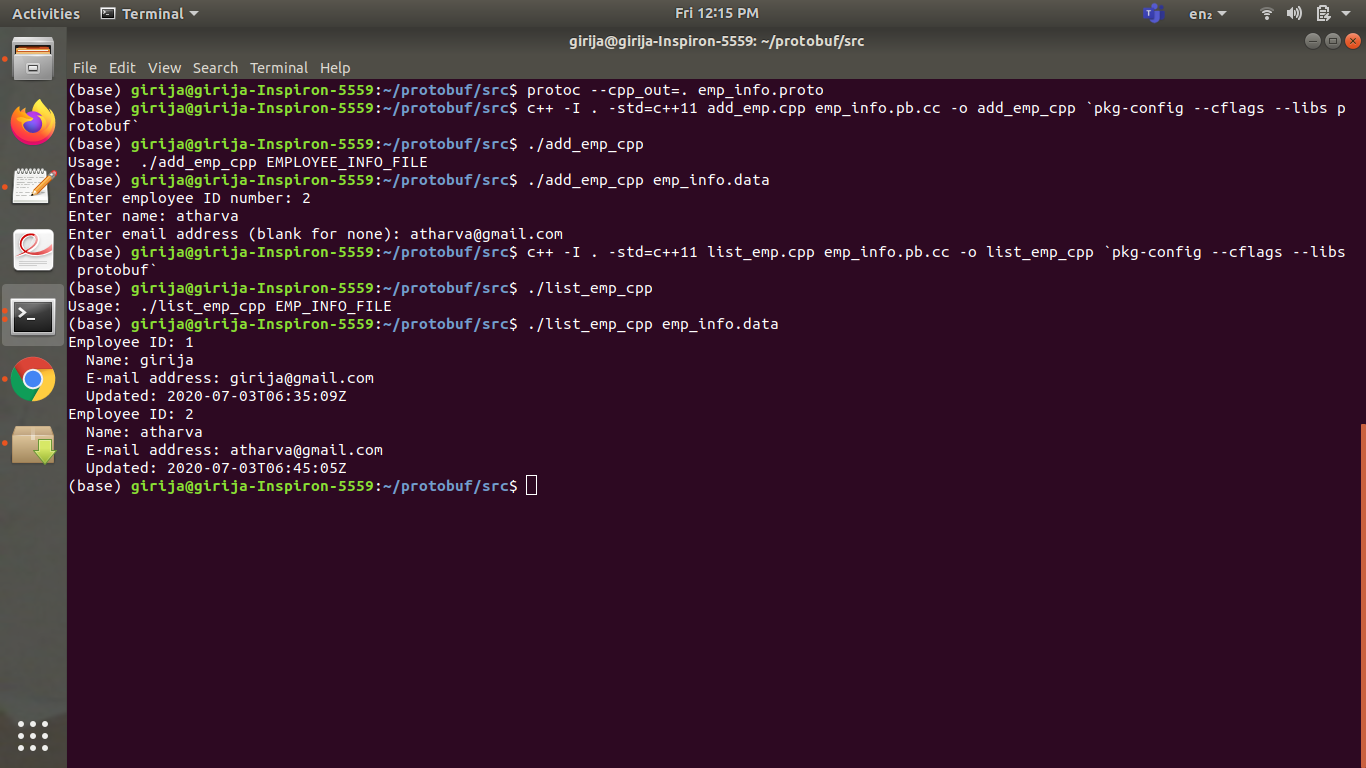 Activities Terminal Fri 12:15 PM en₂
girija@girija-Inspiron-5559: ~/protobuf/src
File Edit View Search Terminal Help
(base) girija@girija-Inspiron-5559:~/protobuf/src$ protoc --cpp_out=. emp_info.proto
(base) girija@girija-Inspiron-5559:~/protobuf/src$ c++ -I . -std=c++11 add_emp.cpp emp_info.pb.cc -o add_emp_cpp `pkg-config --cflags --libs p
rotobuf`
(base) girija@girija-Inspiron-5559:~/protobuf/src$ ./add_emp_cpp
Usage:  ./add_emp_cpp EMPLOYEE_INFO_FILE
(base) girija@girija-Inspiron-5559:~/protobuf/src$ ./add_emp_cpp emp_info.data
Enter employee ID number: 2
Enter name: atharva
Enter email address (blank for none): atharva@gmail.com
(base) girija@girija-Inspiron-5559:~/protobuf/src$ c++ -I . -std=c++11 list_emp.cpp emp_info.pb.cc -o list_emp_cpp `pkg-config --cflags --libs
 protobuf`
(base) girija@girija-Inspiron-5559:~/protobuf/src$ ./list_emp_cpp
Usage:  ./list_emp_cpp EMP_INFO_FILE
(base) girija@girija-Inspiron-5559:~/protobuf/src$ ./list_emp_cpp emp_info.data
Employee ID: 1
  Name: girija
  E-mail address: girija@gmail.com
  Updated: 2020-07-03T06:35:09Z
Employee ID: 2
  Name: atharva
  E-mail address: atharva@gmail.com
  Updated: 2020-07-03T06:45:05Z
(base) girija@girija-Inspiron-5559:~/protobuf/src$